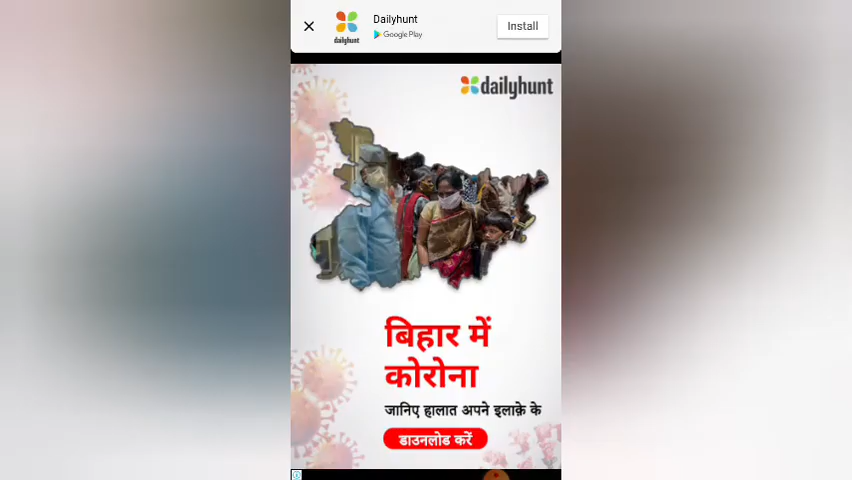 Dailyhunt
Google Play
Install
dailyhunt
dailyhunt
बिहार में
कोरोना
जानिए हालात अपने इलाक़े के
डाउनलोड करें